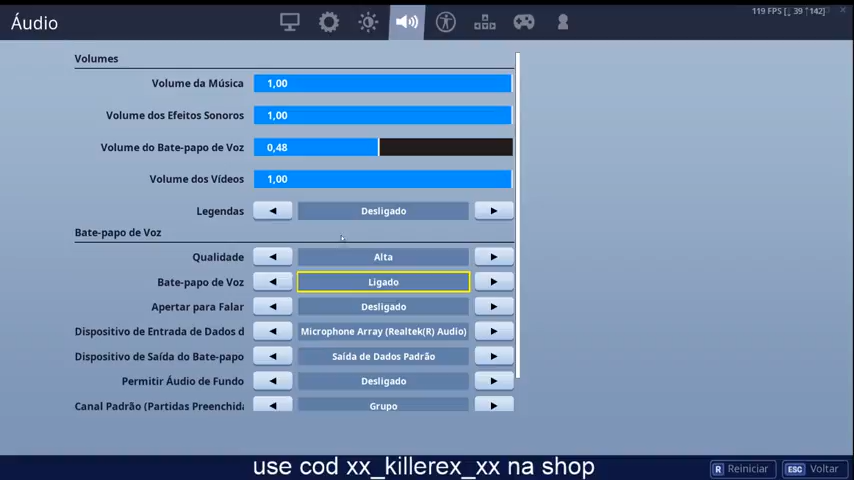 Áudio
119 FPS [
39
142]
Volumes
Volume da Música
1,00
Volume dos Efeitos Sonoros
1,00
Volume do Bate-papo de Voz
0,48
Volume dos Vídeos
1,00
Legendas
Desligado
Bate-papo de Voz
Qualidade
Alta
Bate-papo de Voz
Ligado
Apertar para Falar
Desligado
Dispositivo de Entrada de Dados d
Microphone Array (Realtek(R) Audio)
Dispositivo de Saída do Bate-papo
Saída de Dados Padrão
Permitir Áudio de Fundo
Desligado
Canal Padrão (Partidas Preenchida
Grupo
use cod xx_killerex_xx na shop
R Reiniciar
ESC Voltar